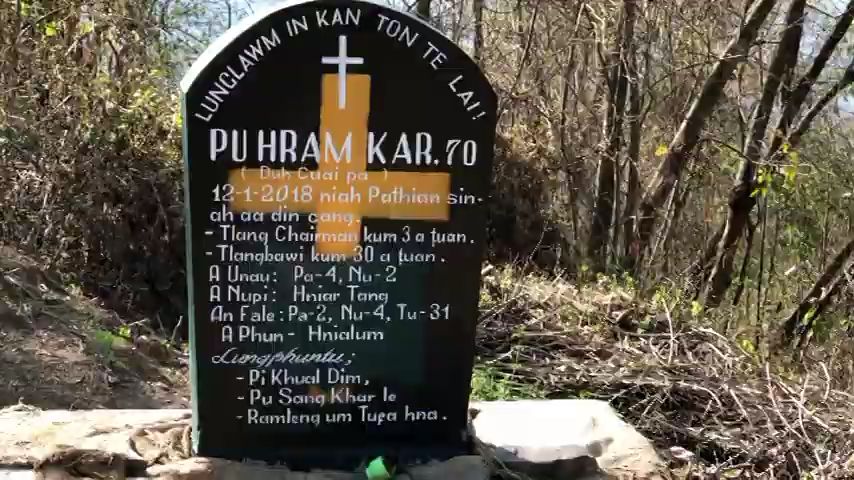 LUNGLAWM IN KAN TON TE LAI!
PU HRAM KAR. 70
( Duh Cuai pa )
12-1-2018 niah Pathian sin-
ah aa din cang.
- Tlang Chairman kum 3 a ṭuan.
- Tlangbawi kum 30 a ṭuan.
A Unau: Pa-4, Nu-2
A Nupi: Hniar Tang
An Fale: Pa-2, Nu-4, Tu-31
A Phun - Hnialum
Lungphuntu;
- Pi Khual Dim,
- Pu Sang Khar le
- Ramleng um Tupa hna.